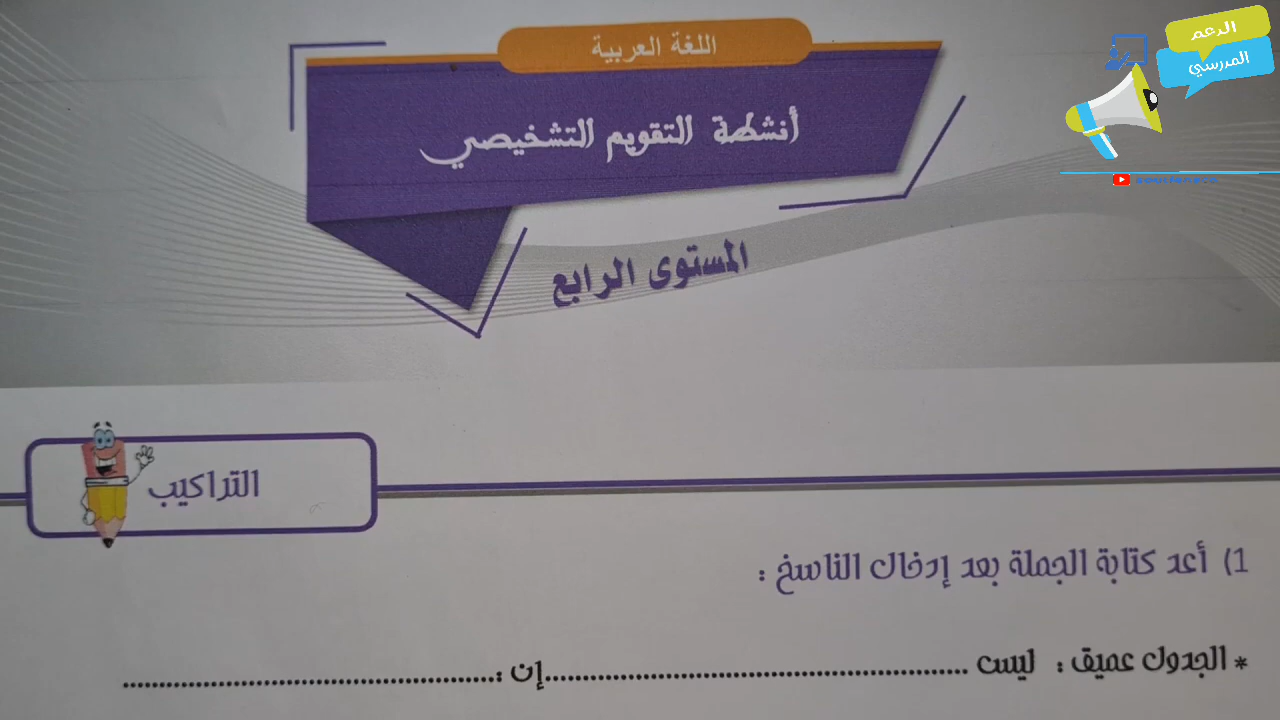 الدعم
المدرسي
اللغة العربية
أنشطة التقويم التشخيصي
المستوى الرابع
التراكيب
1) أعد كتابة الجملة بعد إدخال الناسخ :
* الجدول عميق : ليست ........................................إن :........................................